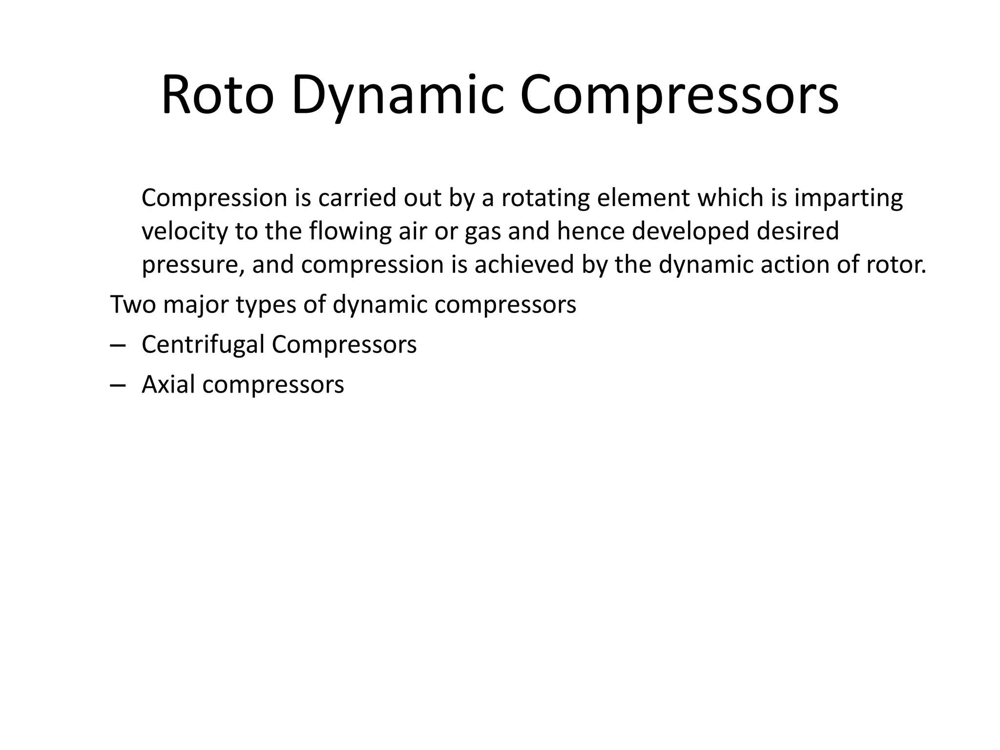 Roto Dynamic Compressors
Compression is carried out by a rotating element which is imparting
velocity to the flowing air or gas and hence developed desired
pressure, and compression is achieved by the dynamic action of rotor.
Two major types of dynamic compressors
– Centrifugal Compressors
– Axial compressors